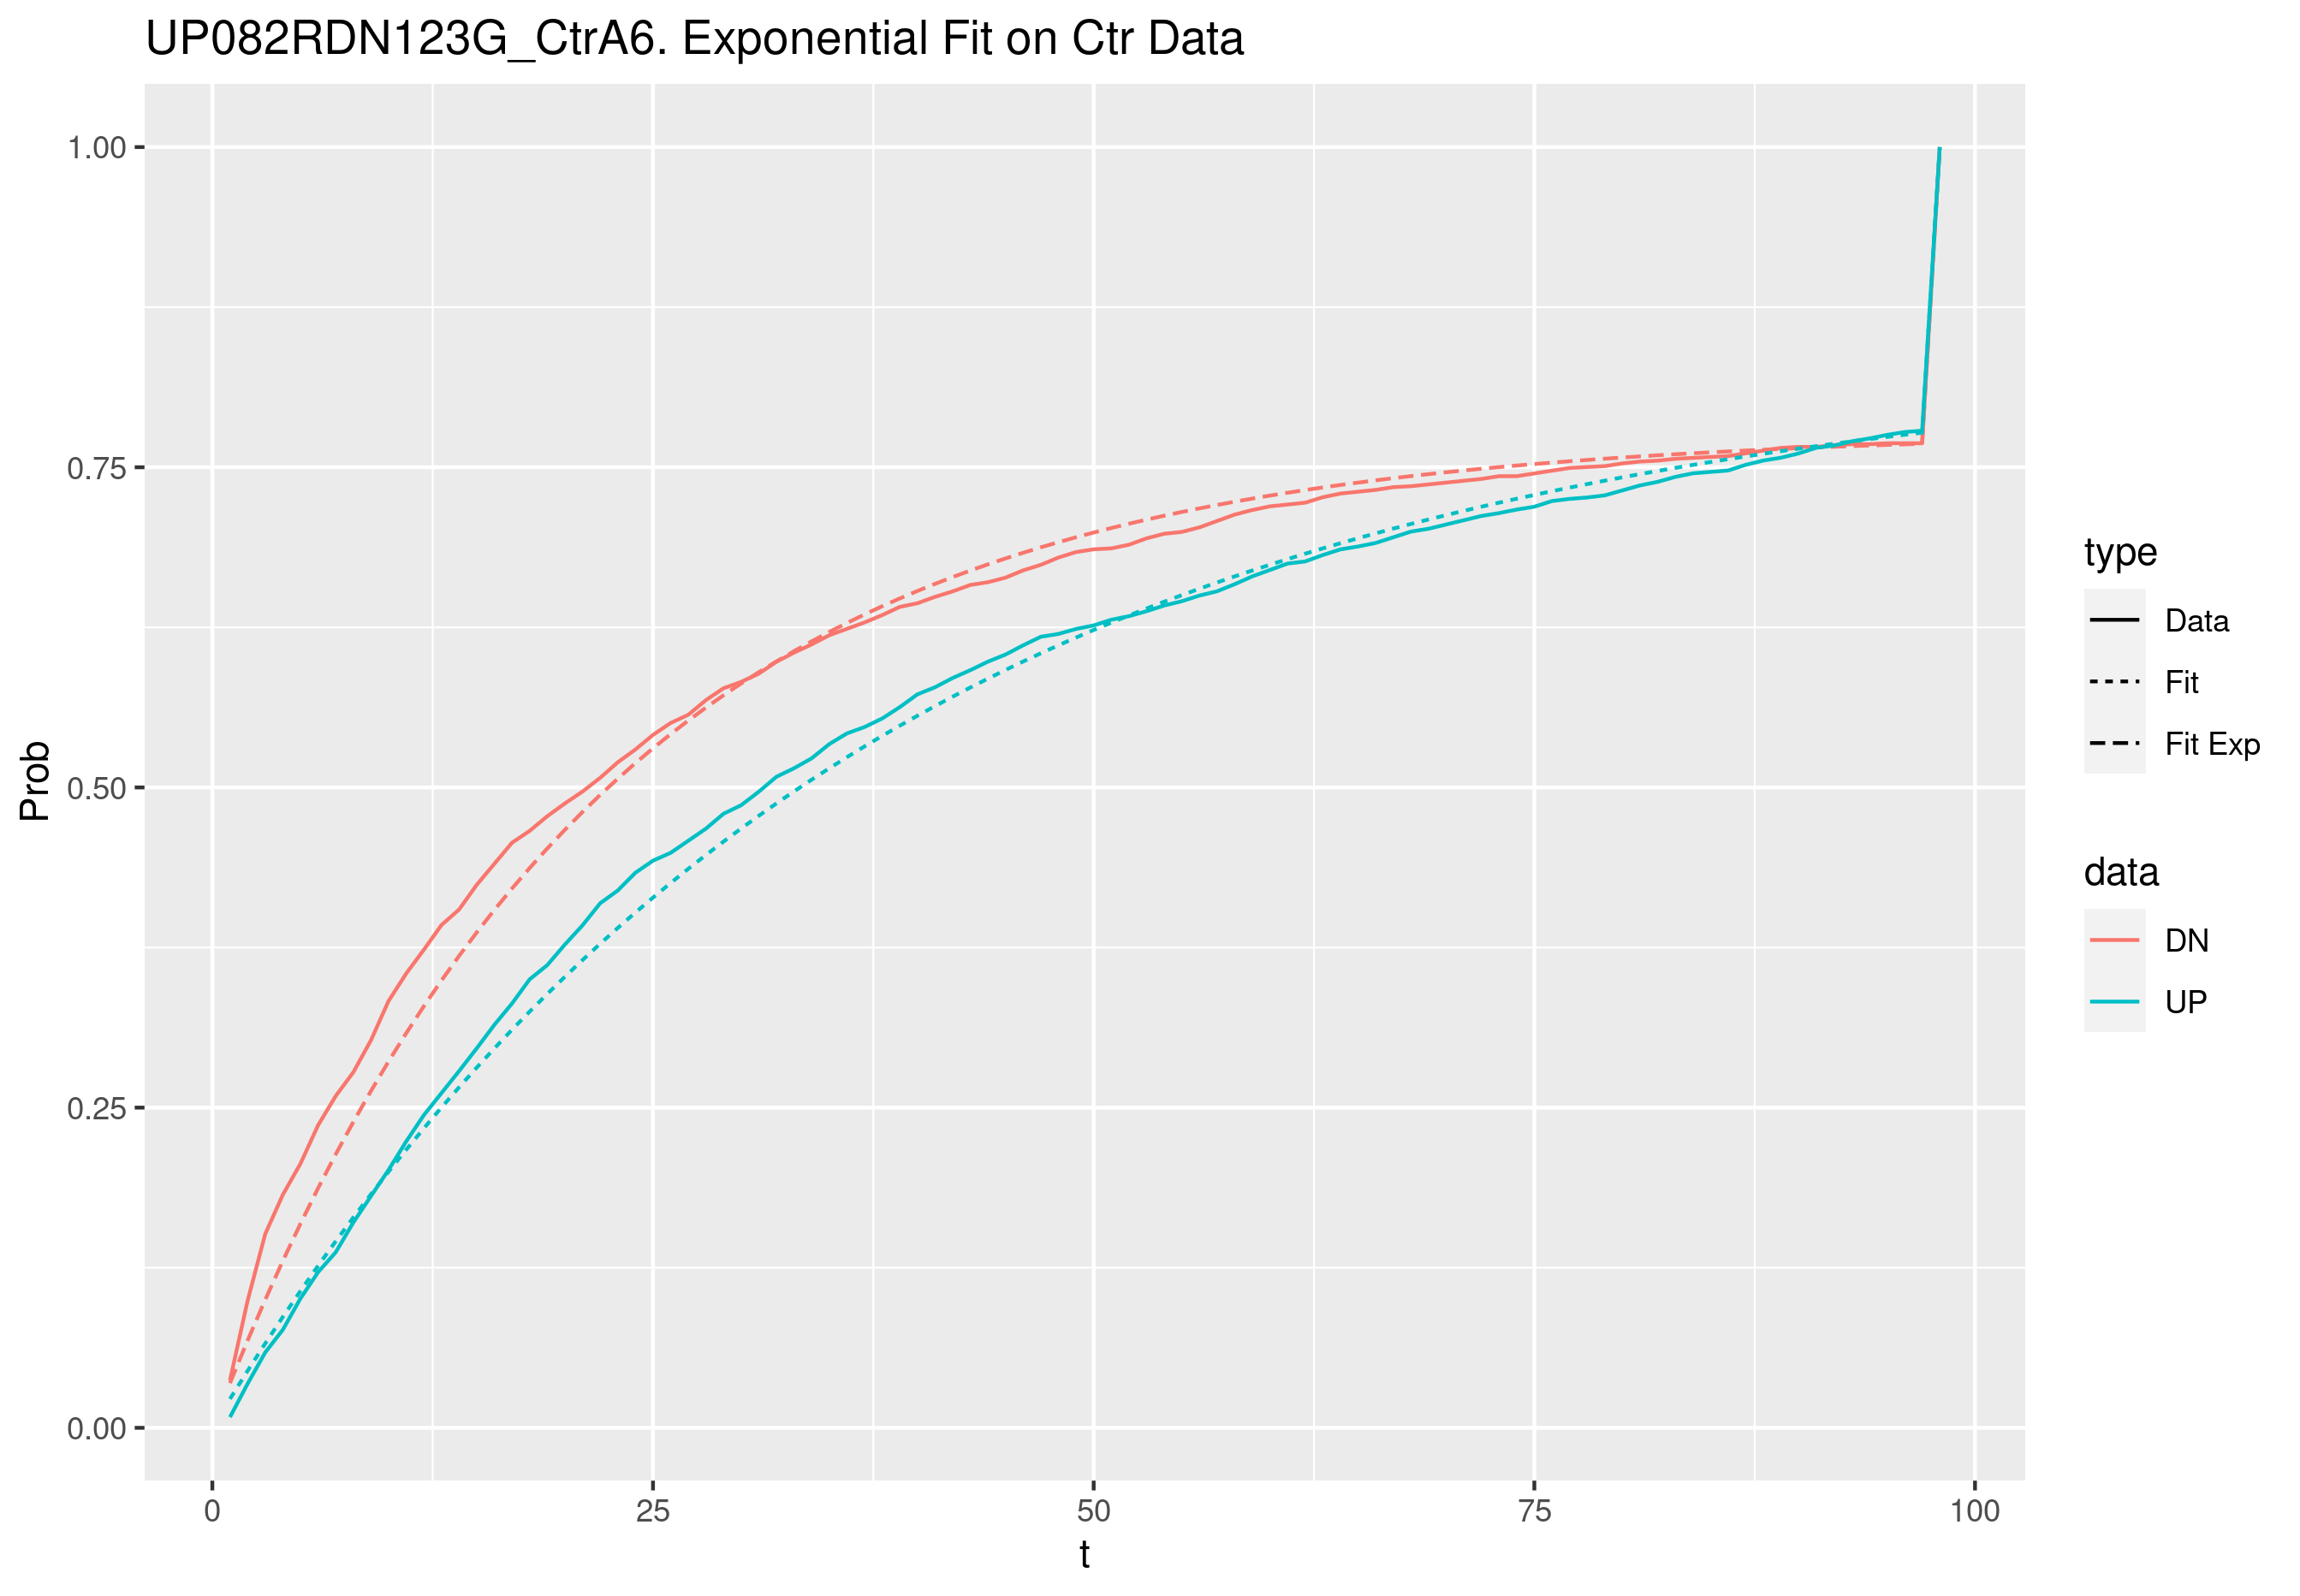 UP082RDN123G_CtrA6. Exponential Fit on Ctr Data
1.00
0.75
0.50
0.25
0.00
Prob
0
25
50
75
100
t
type
Data
Fit
Fit Exp
data
DN
UP